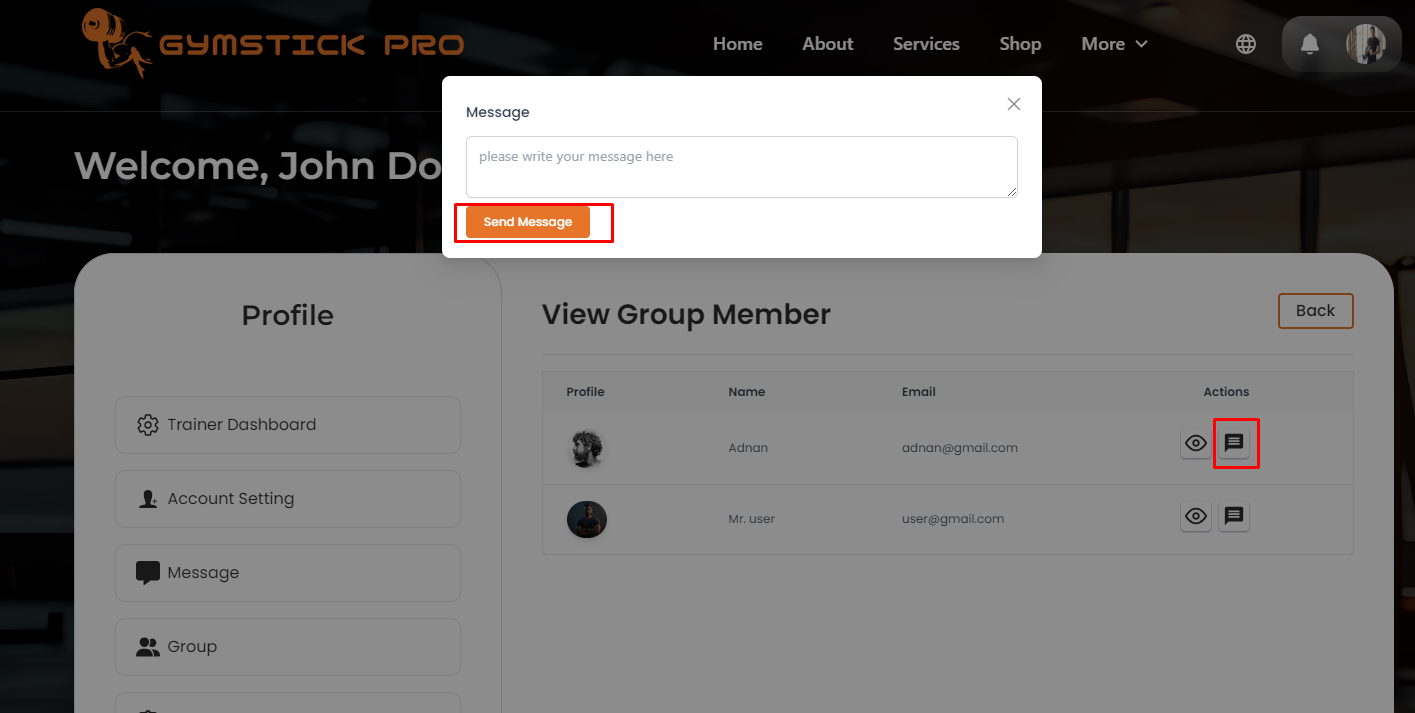 GYMSTICK PRO
Home About Services Shop More
Message
please write your message here
Send Message
Welcome, John Do
Profile
Trainer Dashboard
Account Setting
Message
Group
View Group Member
Back
Profile Name Email Actions
Adnan adnan@gmail.com
Mr. user user@gmail.com